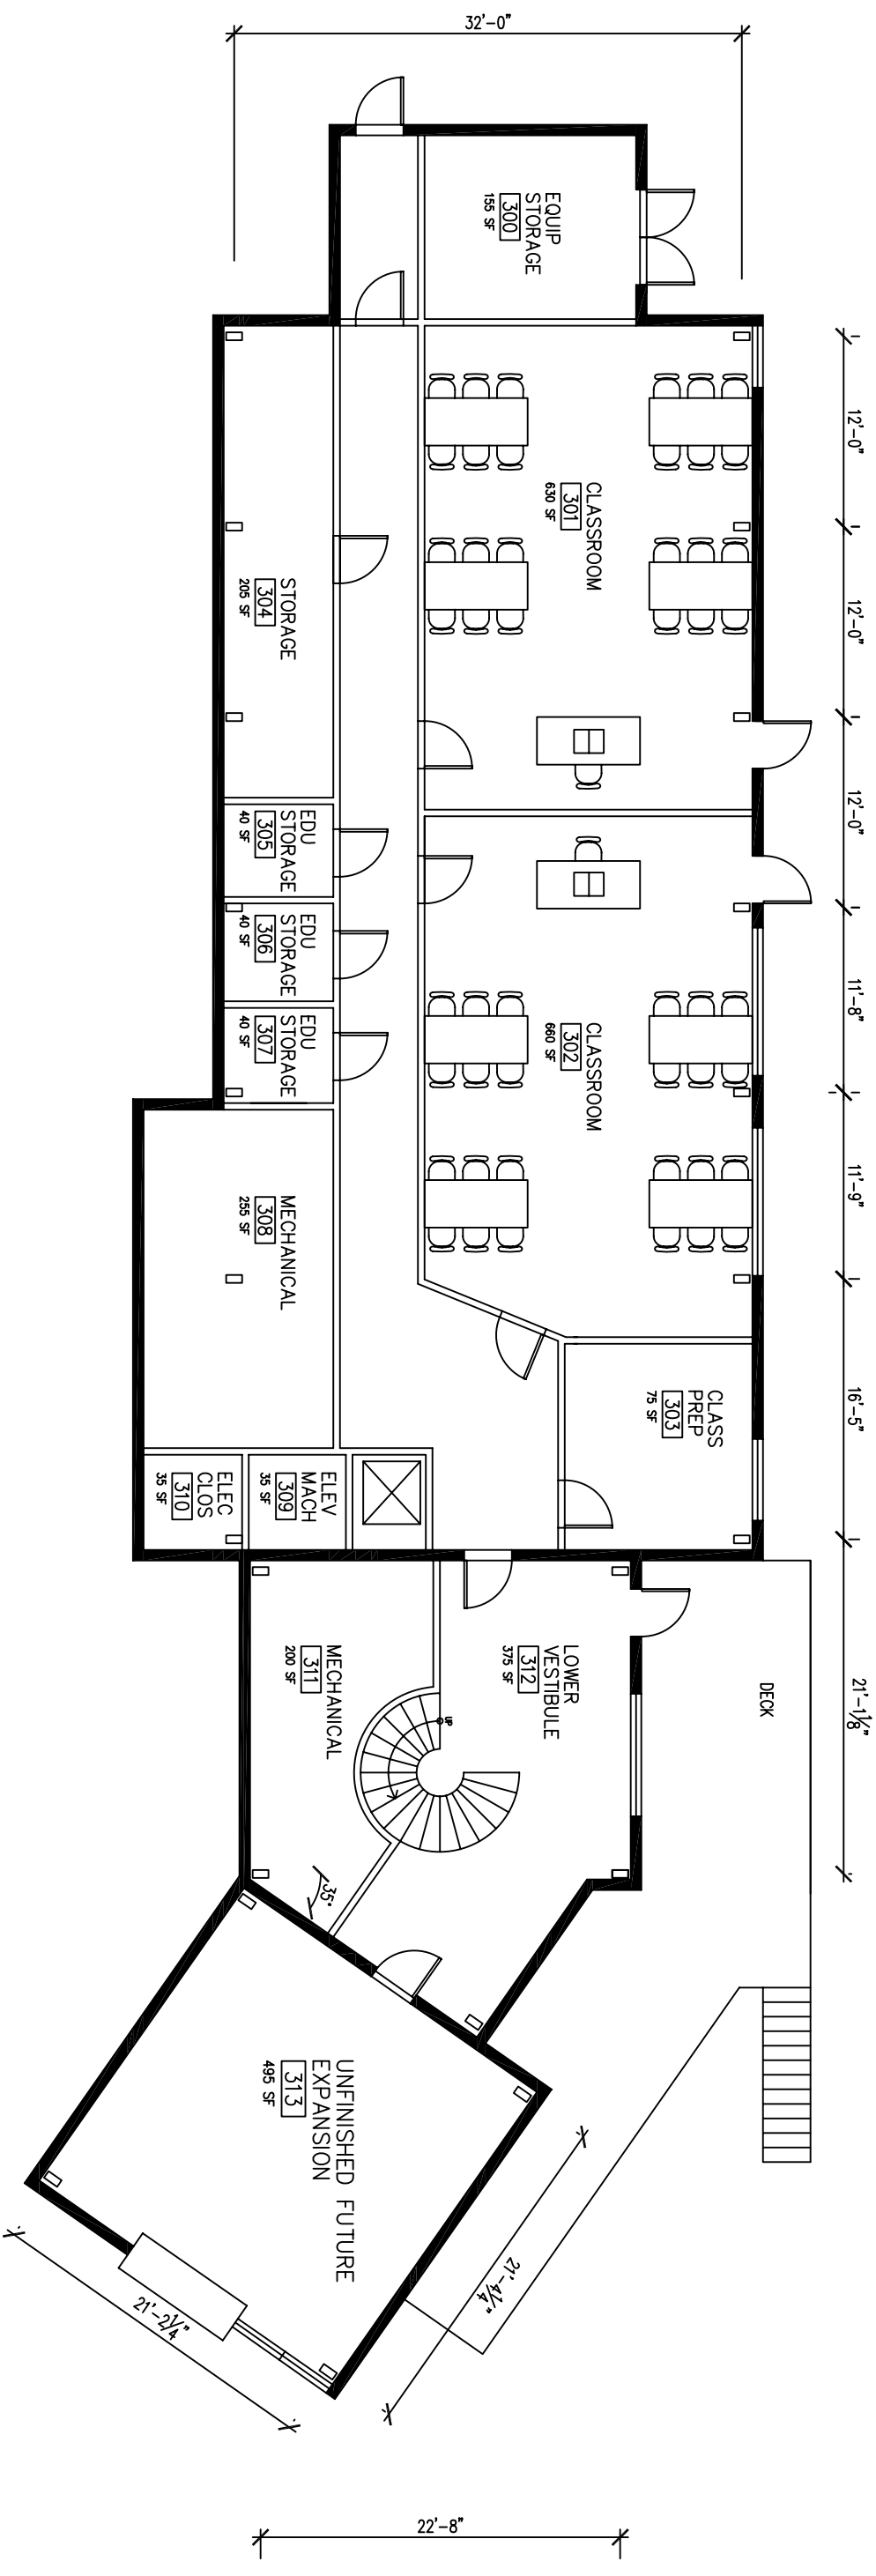 32'-0"
EQUIP
STORAGE
300
155 SF
CLASSROOM
301
630 SF
12'-0"
12'-0"
12'-0"
11'-8"
11'-9"
16'-5"
21'-1⅛"
STORAGE
304
205 SF
EDU
STORAGE
305
40 SF
EDU
STORAGE
306
40 SF
EDU
STORAGE
307
40 SF
CLASSROOM
302
660 SF
MECHANICAL
308
255 SF
CLASS
PREP
303
75 SF
ELEV
MACH
309
35 SF
ELEC
CLOS
310
35 SF
LOWER
VESTIBULE
312
375 SF
MECHANICAL
311
200 SF
UP
DECK
35°
UNFINISHED FUTURE
EXPANSION
313
495 SF
21'-4¼"
21'-2¼"
22'-8"